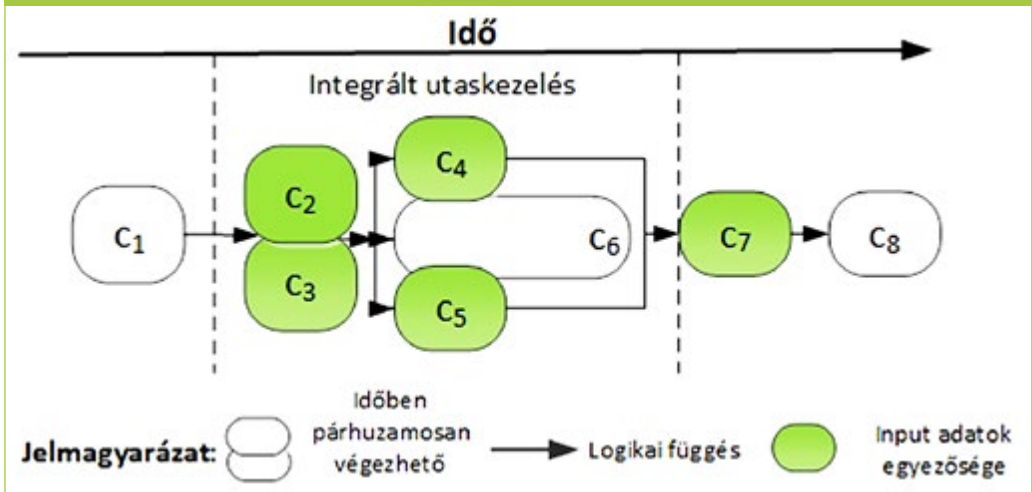 Idő
Integrált utaskezelés
C1
C2
C3
C4
C5
C6
C7
C8
Jelmagyarázat:
Időben
párhuzamosan
végezhető
Logikai függés
Input adatok
egyezősége